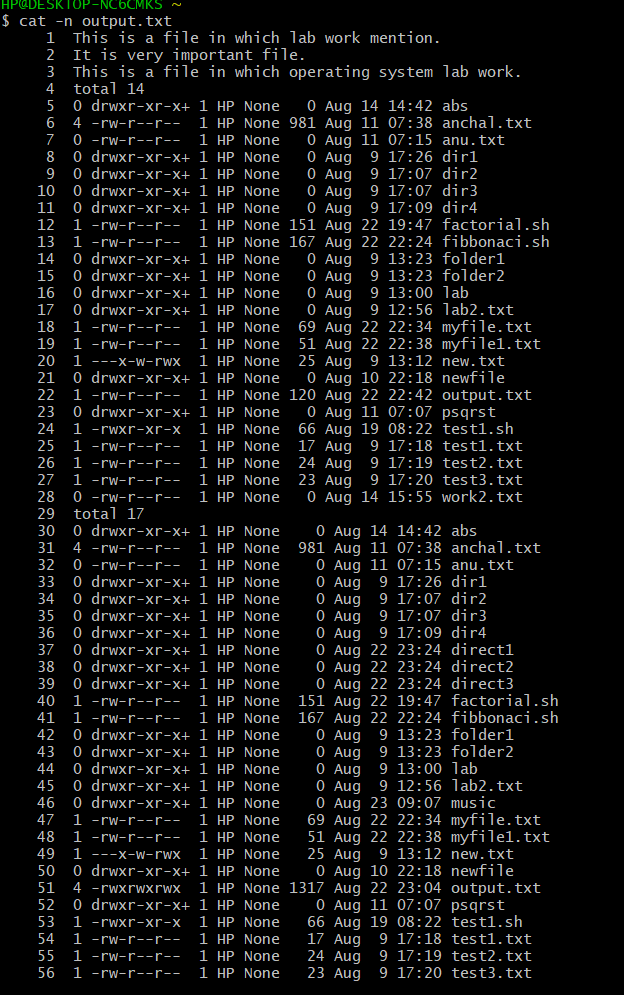 HP@DESKTOP-NC6CMKS ~
$ cat -n output.txt
     1  This is a file in which lab work mention.
     2  It is very important file.
     3  This is a file in which operating system lab work.
     4  total 14
     5  0 drwxr-xr-x+ 1 HP None   0 Aug 14 14:42 abs
     6  4 -rw-r--r--  1 HP None 981 Aug 11 07:38 anchal.txt
     7  0 -rw-r--r--  1 HP None   0 Aug 11 07:15 anu.txt
     8  0 drwxr-xr-x+ 1 HP None   0 Aug  9 17:26 dir1
     9  0 drwxr-xr-x+ 1 HP None   0 Aug  9 17:07 dir2
    10  0 drwxr-xr-x+ 1 HP None   0 Aug  9 17:07 dir3
    11  0 drwxr-xr-x+ 1 HP None   0 Aug  9 17:09 dir4
    12  1 -rw-r--r--  1 HP None 151 Aug 22 19:47 factorial.sh
    13  1 -rw-r--r--  1 HP None 167 Aug 22 22:24 fibbonaci.sh
    14  0 drwxr-xr-x+ 1 HP None   0 Aug  9 13:23 folder1
    15  0 drwxr-xr-x+ 1 HP None   0 Aug  9 13:23 folder2
    16  0 drwxr-xr-x+ 1 HP None   0 Aug  9 13:00 lab
    17  0 drwxr-xr-x+ 1 HP None   0 Aug  9 12:56 lab2.txt
    18  1 -rw-r--r--  1 HP None  69 Aug 22 22:34 myfile.txt
    19  1 -rw-r--r--  1 HP None  51 Aug 22 22:38 myfile1.txt
    20  1 ---x-w-rwx  1 HP None  25 Aug  9 13:12 new.txt
    21  0 drwxr-xr-x+ 1 HP None   0 Aug 10 22:18 newfile
    22  1 -rw-r--r--  1 HP None 120 Aug 22 22:42 output.txt
    23  0 drwxr-xr-x+ 1 HP None   0 Aug 11 07:07 psqrst
    24  1 -rwxr-xr-x  1 HP None  66 Aug 19 08:22 test1.sh
    25  1 -rw-r--r--  1 HP None  17 Aug  9 17:18 test1.txt
    26  1 -rw-r--r--  1 HP None  24 Aug  9 17:19 test2.txt
    27  1 -rw-r--r--  1 HP None  23 Aug  9 17:20 test3.txt
    28  0 -rw-r--r--  1 HP None   0 Aug 14 15:55 work2.txt
    29  total 17
    30  0 drwxr-xr-x+ 1 HP None    0 Aug 14 14:42 abs
    31  4 -rw-r--r--  1 HP None  981 Aug 11 07:38 anchal.txt
    32  0 -rw-r--r--  1 HP None    0 Aug 11 07:15 anu.txt
    33  0 drwxr-xr-x+ 1 HP None    0 Aug  9 17:26 dir1
    34  0 drwxr-xr-x+ 1 HP None    0 Aug  9 17:07 dir2
    35  0 drwxr-xr-x+ 1 HP None    0 Aug  9 17:07 dir3
    36  0 drwxr-xr-x+ 1 HP None    0 Aug  9 17:09 dir4
    37  0 drwxr-xr-x+ 1 HP None    0 Aug 22 23:24 direct1
    38  0 drwxr-xr-x+ 1 HP None    0 Aug 22 23:24 direct2
    39  0 drwxr-xr-x+ 1 HP None    0 Aug 22 23:24 direct3
    40  1 -rw-r--r--  1 HP None  151 Aug 22 19:47 factorial.sh
    41  1 -rw-r--r--  1 HP None  167 Aug 22 22:24 fibbonaci.sh
    42  0 drwxr-xr-x+ 1 HP None    0 Aug  9 13:23 folder1
    43  0 drwxr-xr-x+ 1 HP None    0 Aug  9 13:23 folder2
    44  0 drwxr-xr-x+ 1 HP None    0 Aug  9 13:00 lab
    45  0 drwxr-xr-x+ 1 HP None    0 Aug  9 12:56 lab2.txt
    46  0 drwxr-xr-x+ 1 HP None    0 Aug 23 09:07 music
    47  1 -rw-r--r--  1 HP None   69 Aug 22 22:34 myfile.txt
    48  1 -rw-r--r--  1 HP None   51 Aug 22 22:38 myfile1.txt
    49  1 ---x-w-rwx  1 HP None   25 Aug  9 13:12 new.txt
    50  0 drwxr-xr-x+ 1 HP None    0 Aug 10 22:18 newfile
    51  4 -rwxrwxrwx  1 HP None 1317 Aug 22 23:04 output.txt
    52  0 drwxr-xr-x+ 1 HP None    0 Aug 11 07:07 psqrst
    53  1 -rwxr-xr-x  1 HP None   66 Aug 19 08:22 test1.sh
    54  1 -rw-r--r--  1 HP None   17 Aug  9 17:18 test1.txt
    55  1 -rw-r--r--  1 HP None   24 Aug  9 17:19 test2.txt
    56  1 -rw-r--r--  1 HP None   23 Aug  9 17:20 test3.txt